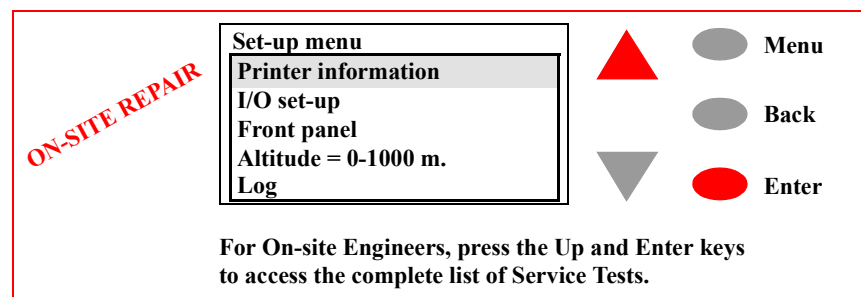 ON-SITE REPAIR
Set-up menu
Printer information
I/O set-up
Front panel
Altitude = 0-1000 m.
Log
Menu
Back
Enter
For On-site Engineers, press the Up and Enter keys
to access the complete list of Service Tests.